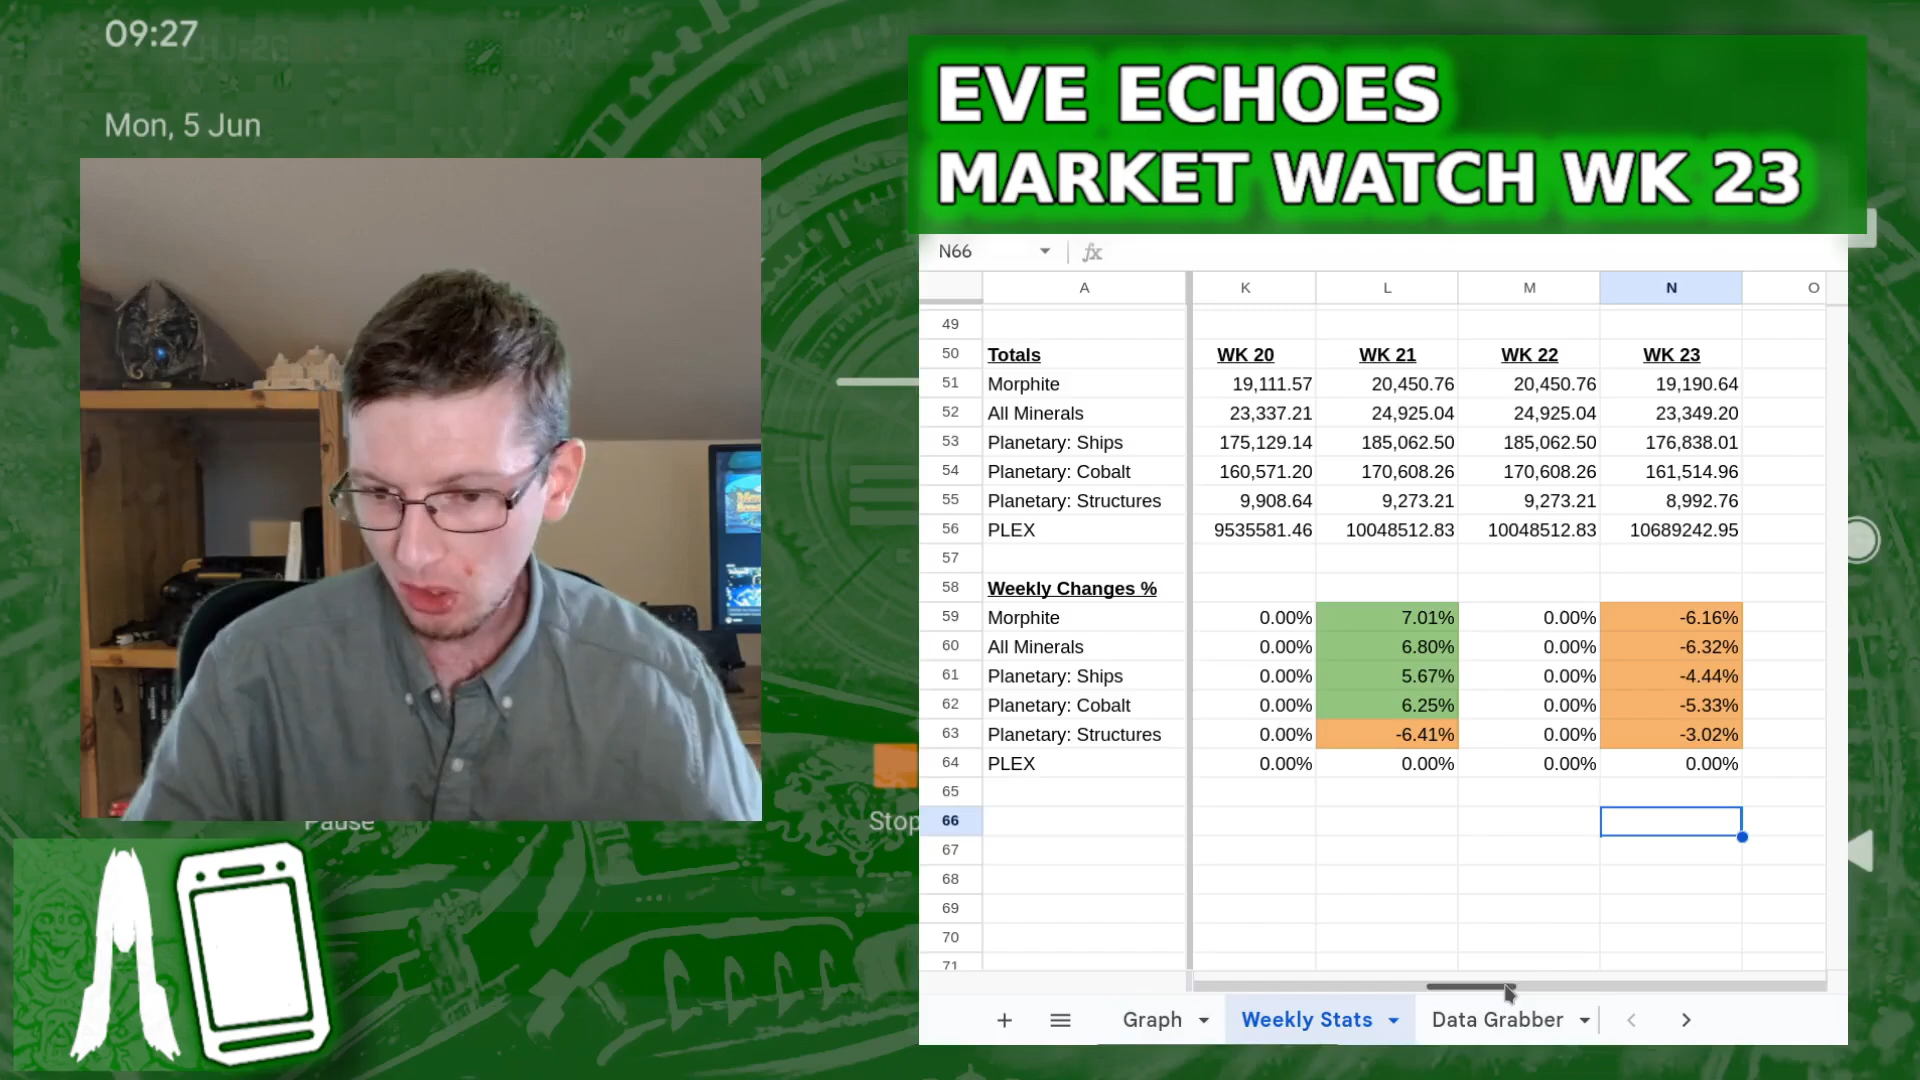 09:27
Mon, 5 Jun
EVE ECHOES
MARKET WATCH WK 23
N66 fx
A K L M N O
49
50 Totals WK 20 WK 21 WK 22 WK 23
51 Morphite 19,111.57 20,450.76 20,450.76 19,190.64
52 All Minerals 23,337.21 24,925.04 24,925.04 23,349.20
53 Planetary: Ships 175,129.14 185,062.50 185,062.50 176,838.01
54 Planetary: Cobalt 160,571.20 170,608.26 170,608.26 161,514.96
55 Planetary: Structures 9,908.64 9,273.21 9,273.21 8,992.76
56 PLEX 9535581.46 10048512.83 10048512.83 10689242.95
57
58 Weekly Changes %
59 Morphite 0.00% 7.01% 0.00% -6.16%
60 All Minerals 0.00% 6.80% 0.00% -6.32%
61 Planetary: Ships 0.00% 5.67% 0.00% -4.44%
62 Planetary: Cobalt 0.00% 6.25% 0.00% -5.33%
63 Planetary: Structures 0.00% -6.41% 0.00% -3.02%
64 PLEX 0.00% 0.00% 0.00% 0.00%
65
66
67
68
69
70
71
Pause Stop
+ Graph Weekly Stats Data Grabber